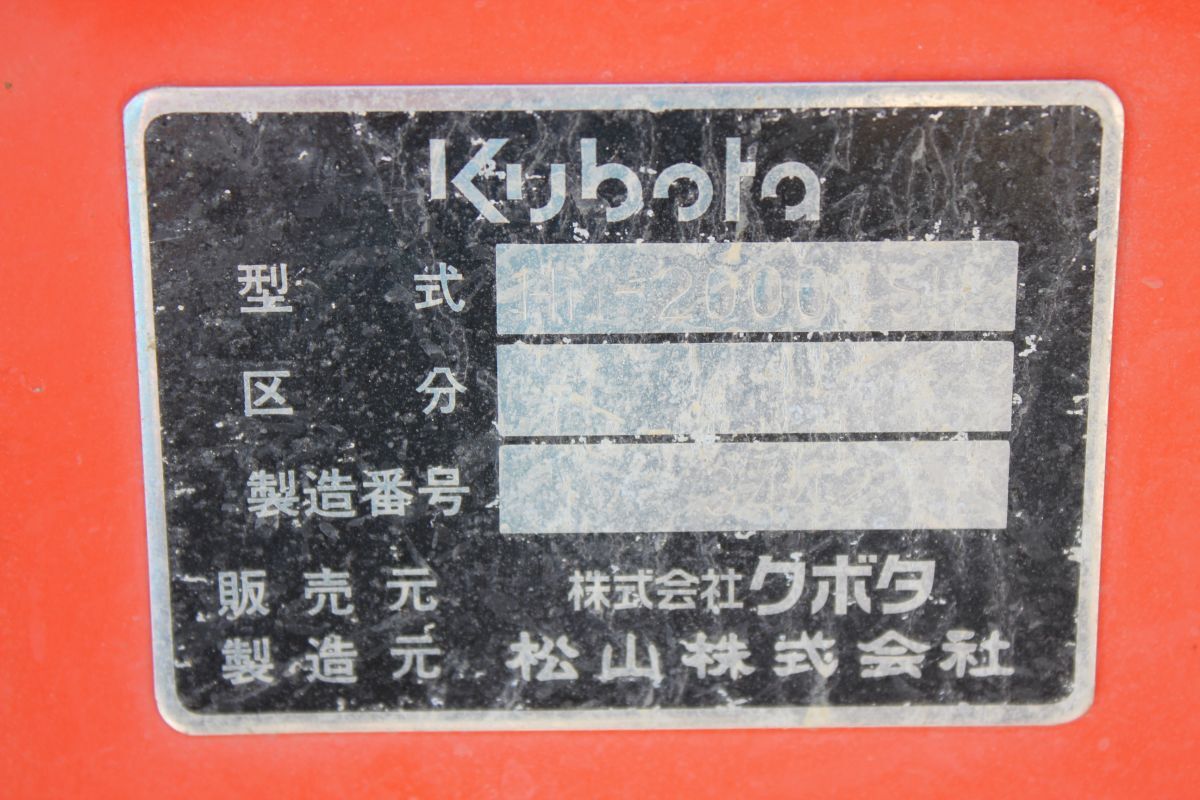 Kubota
型式
区分
製造番号
販売元 株式会社クボタ
製造元 松山株式会社